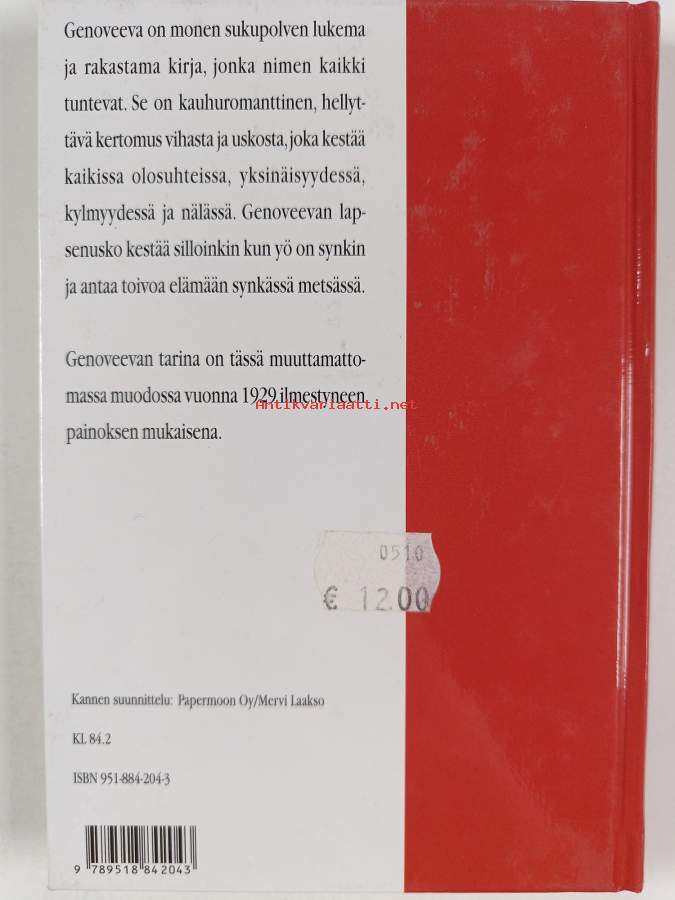 Genoveeva on monen sukupolven lukema
ja rakastama kirja, jonka nimen kaikki
tuntevat. Se on kauhuromanttinen, hellyt-
tävä kertomus vihasta ja uskosta, joka kestää
kaikissa olosuhteissa, yksinäisyydessä,
kylmyydessä ja nälässä. Genoveevan lap-
senusko kestää silloinkin kun yö on synkin
ja antaa toivoa elämään synkässä metsässä.
Genoveevan tarina on tässä muuttamatto-
massa muodossa vuonna 1929 ilmestyneen
Antikvariaatti.net
painoksen mukaisena.
0510
€ 12.00
Kannen suunnittelu: Papermoon Oy/Mervi Laakso
KL 84.2
ISBN 951-884-204-3
9 789518 842043